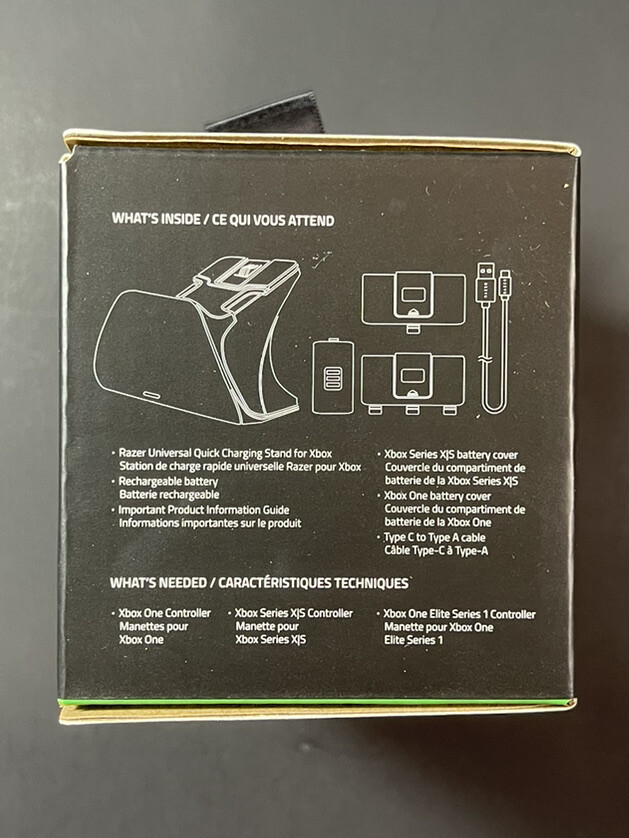 WHAT'S INSIDE / CE QUI VOUS ATTEND
• Razer Universal Quick Charging Stand for Xbox
Station de charge rapide universelle Razer pour Xbox
• Rechargeable battery
Batterie rechargeable
• Important Product Information Guide
Informations importantes sur le produit
• Xbox Series X|S battery cover
Couvercle du compartiment de
batterie de la Xbox Series X|S
• Xbox One battery cover
Couvercle du compartiment de
batterie de la Xbox One
• Type C to Type A cable
Câble Type-C à Type-A
WHAT'S NEEDED / CARACTÉRISTIQUES TECHNIQUES
• Xbox One Controller
Manettes pour
Xbox One
• Xbox Series X|S Controller
Manette pour
Xbox Series X|S
• Xbox One Elite Series 1 Controller
Manette pour Xbox One
Elite Series 1